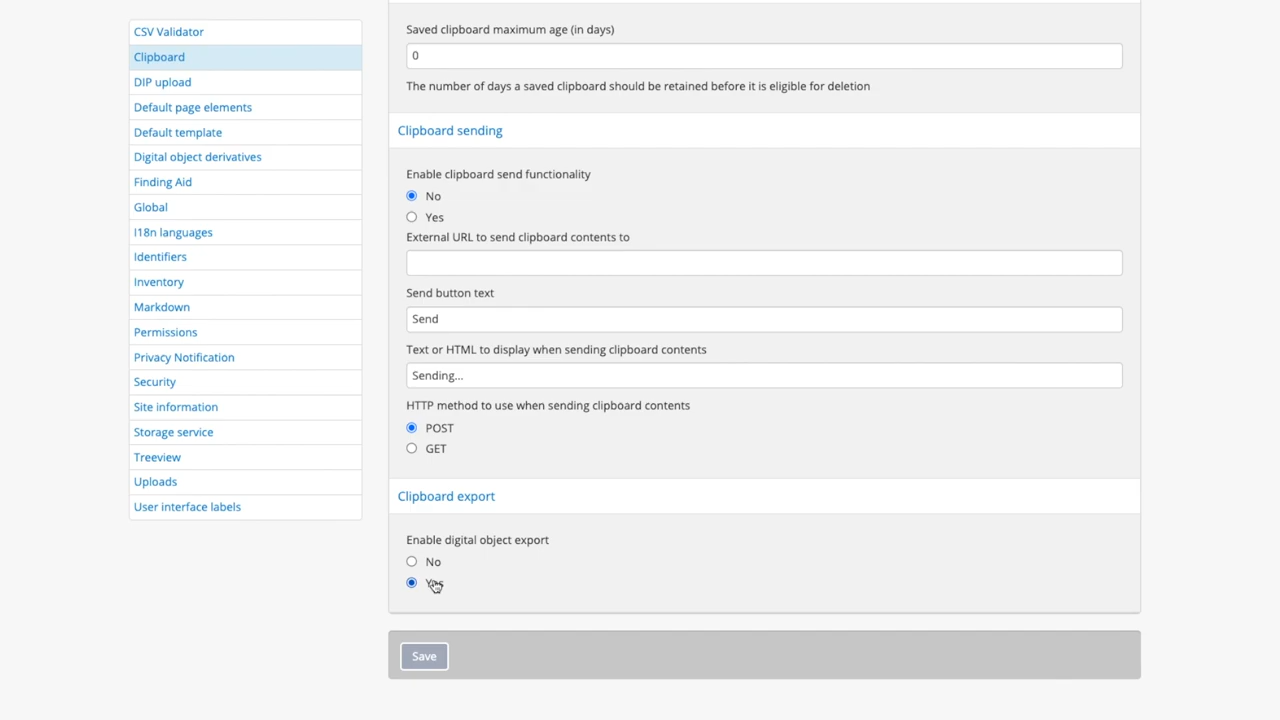 CSV Validator
Clipboard
DIP upload
Default page elements
Default template
Digital object derivatives
Finding Aid
Global
I18n languages
Identifiers
Inventory
Markdown
Permissions
Privacy Notification
Security
Site information
Storage service
Treeview
Uploads
User interface labels
Saved clipboard maximum age (in days)
0
The number of days a saved clipboard should be retained before it is eligible for deletion
Clipboard sending
Enable clipboard send functionality
No
Yes
External URL to send clipboard contents to
Send button text
Send
Text or HTML to display when sending clipboard contents
Sending...
HTTP method to use when sending clipboard contents
POST
GET
Clipboard export
Enable digital object export
No
Yes
Save